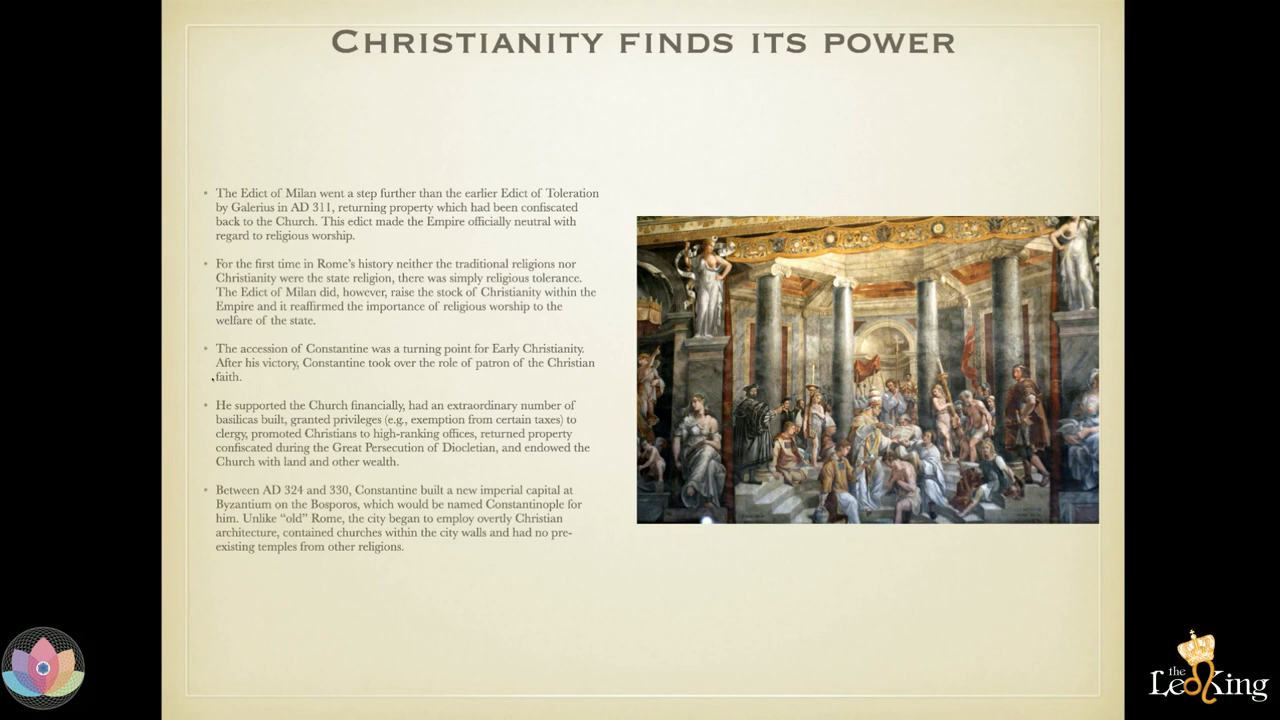 Christianity finds its power
• The Edict of Milan went a step further than the earlier Edict of Toleration
by Galerius in AD 311, returning property which had been confiscated
back to the Church. This edict made the Empire officially neutral with
regard to religious worship.
• For the first time in Rome’s history neither the traditional religions nor
Christianity were the state religion, there was simply religious tolerance.
The Edict of Milan did, however, raise the stock of Christianity within the
Empire and it reaffirmed the importance of religious worship to the
welfare of the state.
• The accession of Constantine was a turning point for Early Christianity.
After his victory, Constantine took over the role of patron of the Christian
faith.
• He supported the Church financially, had an extraordinary number of
basilicas built, granted privileges (e.g., exemption from certain taxes) to
clergy, promoted Christians to high-ranking offices, returned property
confiscated during the Great Persecution of Diocletian, and endowed the
Church with land and other wealth.
• Between AD 324 and 330, Constantine built a new imperial capital at
Byzantium on the Bosporos, which would be named Constantinople for
him. Unlike “old” Rome, the city began to employ overtly Christian
architecture, contained churches within the city walls and had no pre-
existing temples from other religions.
the
Leo King